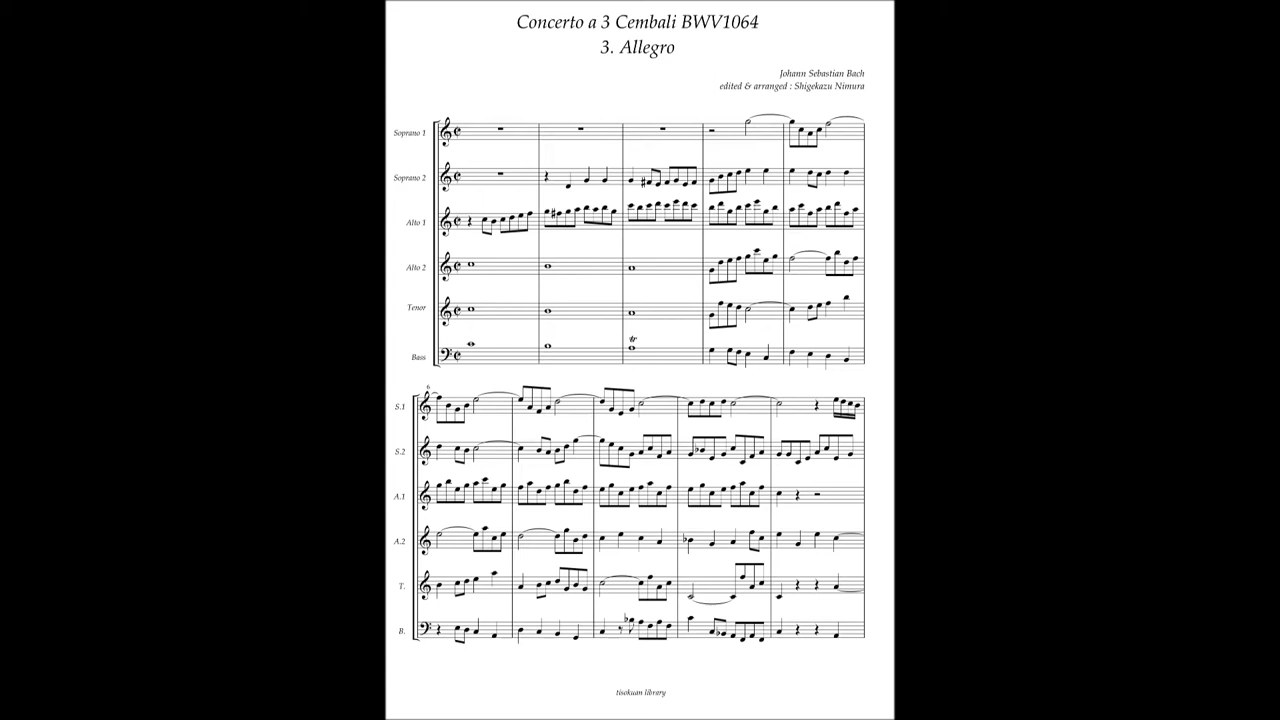 Concerto a 3 Cembali BWV1064
3. Allegro
Johann Sebastian Bach
edited & arranged : Shigekazu Nimura
Soprano 1
Soprano 2
Alto 1
Alto 2
Tenor
Bass
tr
6
S.1
S.2
A.1
A.2
T.
B.
tisokuan library